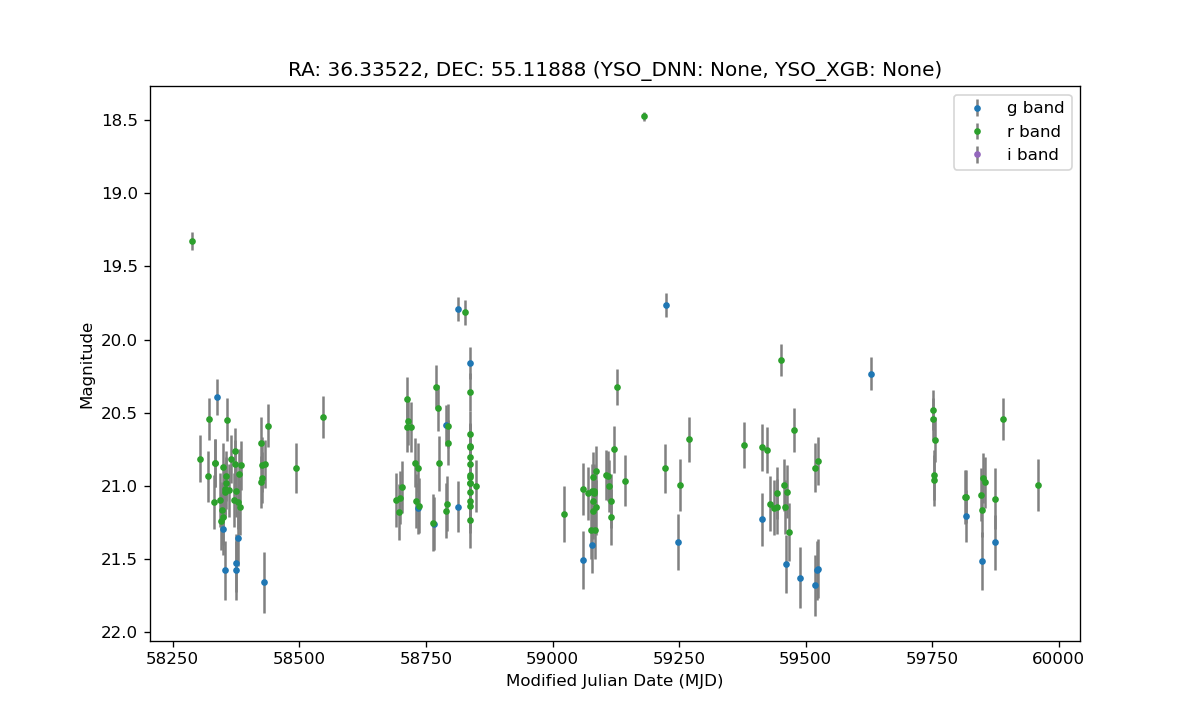 RA: 36.33522, DEC: 55.11888 (YSO_DNN: None, YSO_XGB: None)
g band
r band
i band
18.5
19.0
19.5
20.0
20.5
21.0
21.5
22.0
Magnitude
58250 58500 58750 59000 59250 59500 59750 60000
Modified Julian Date (MJD)